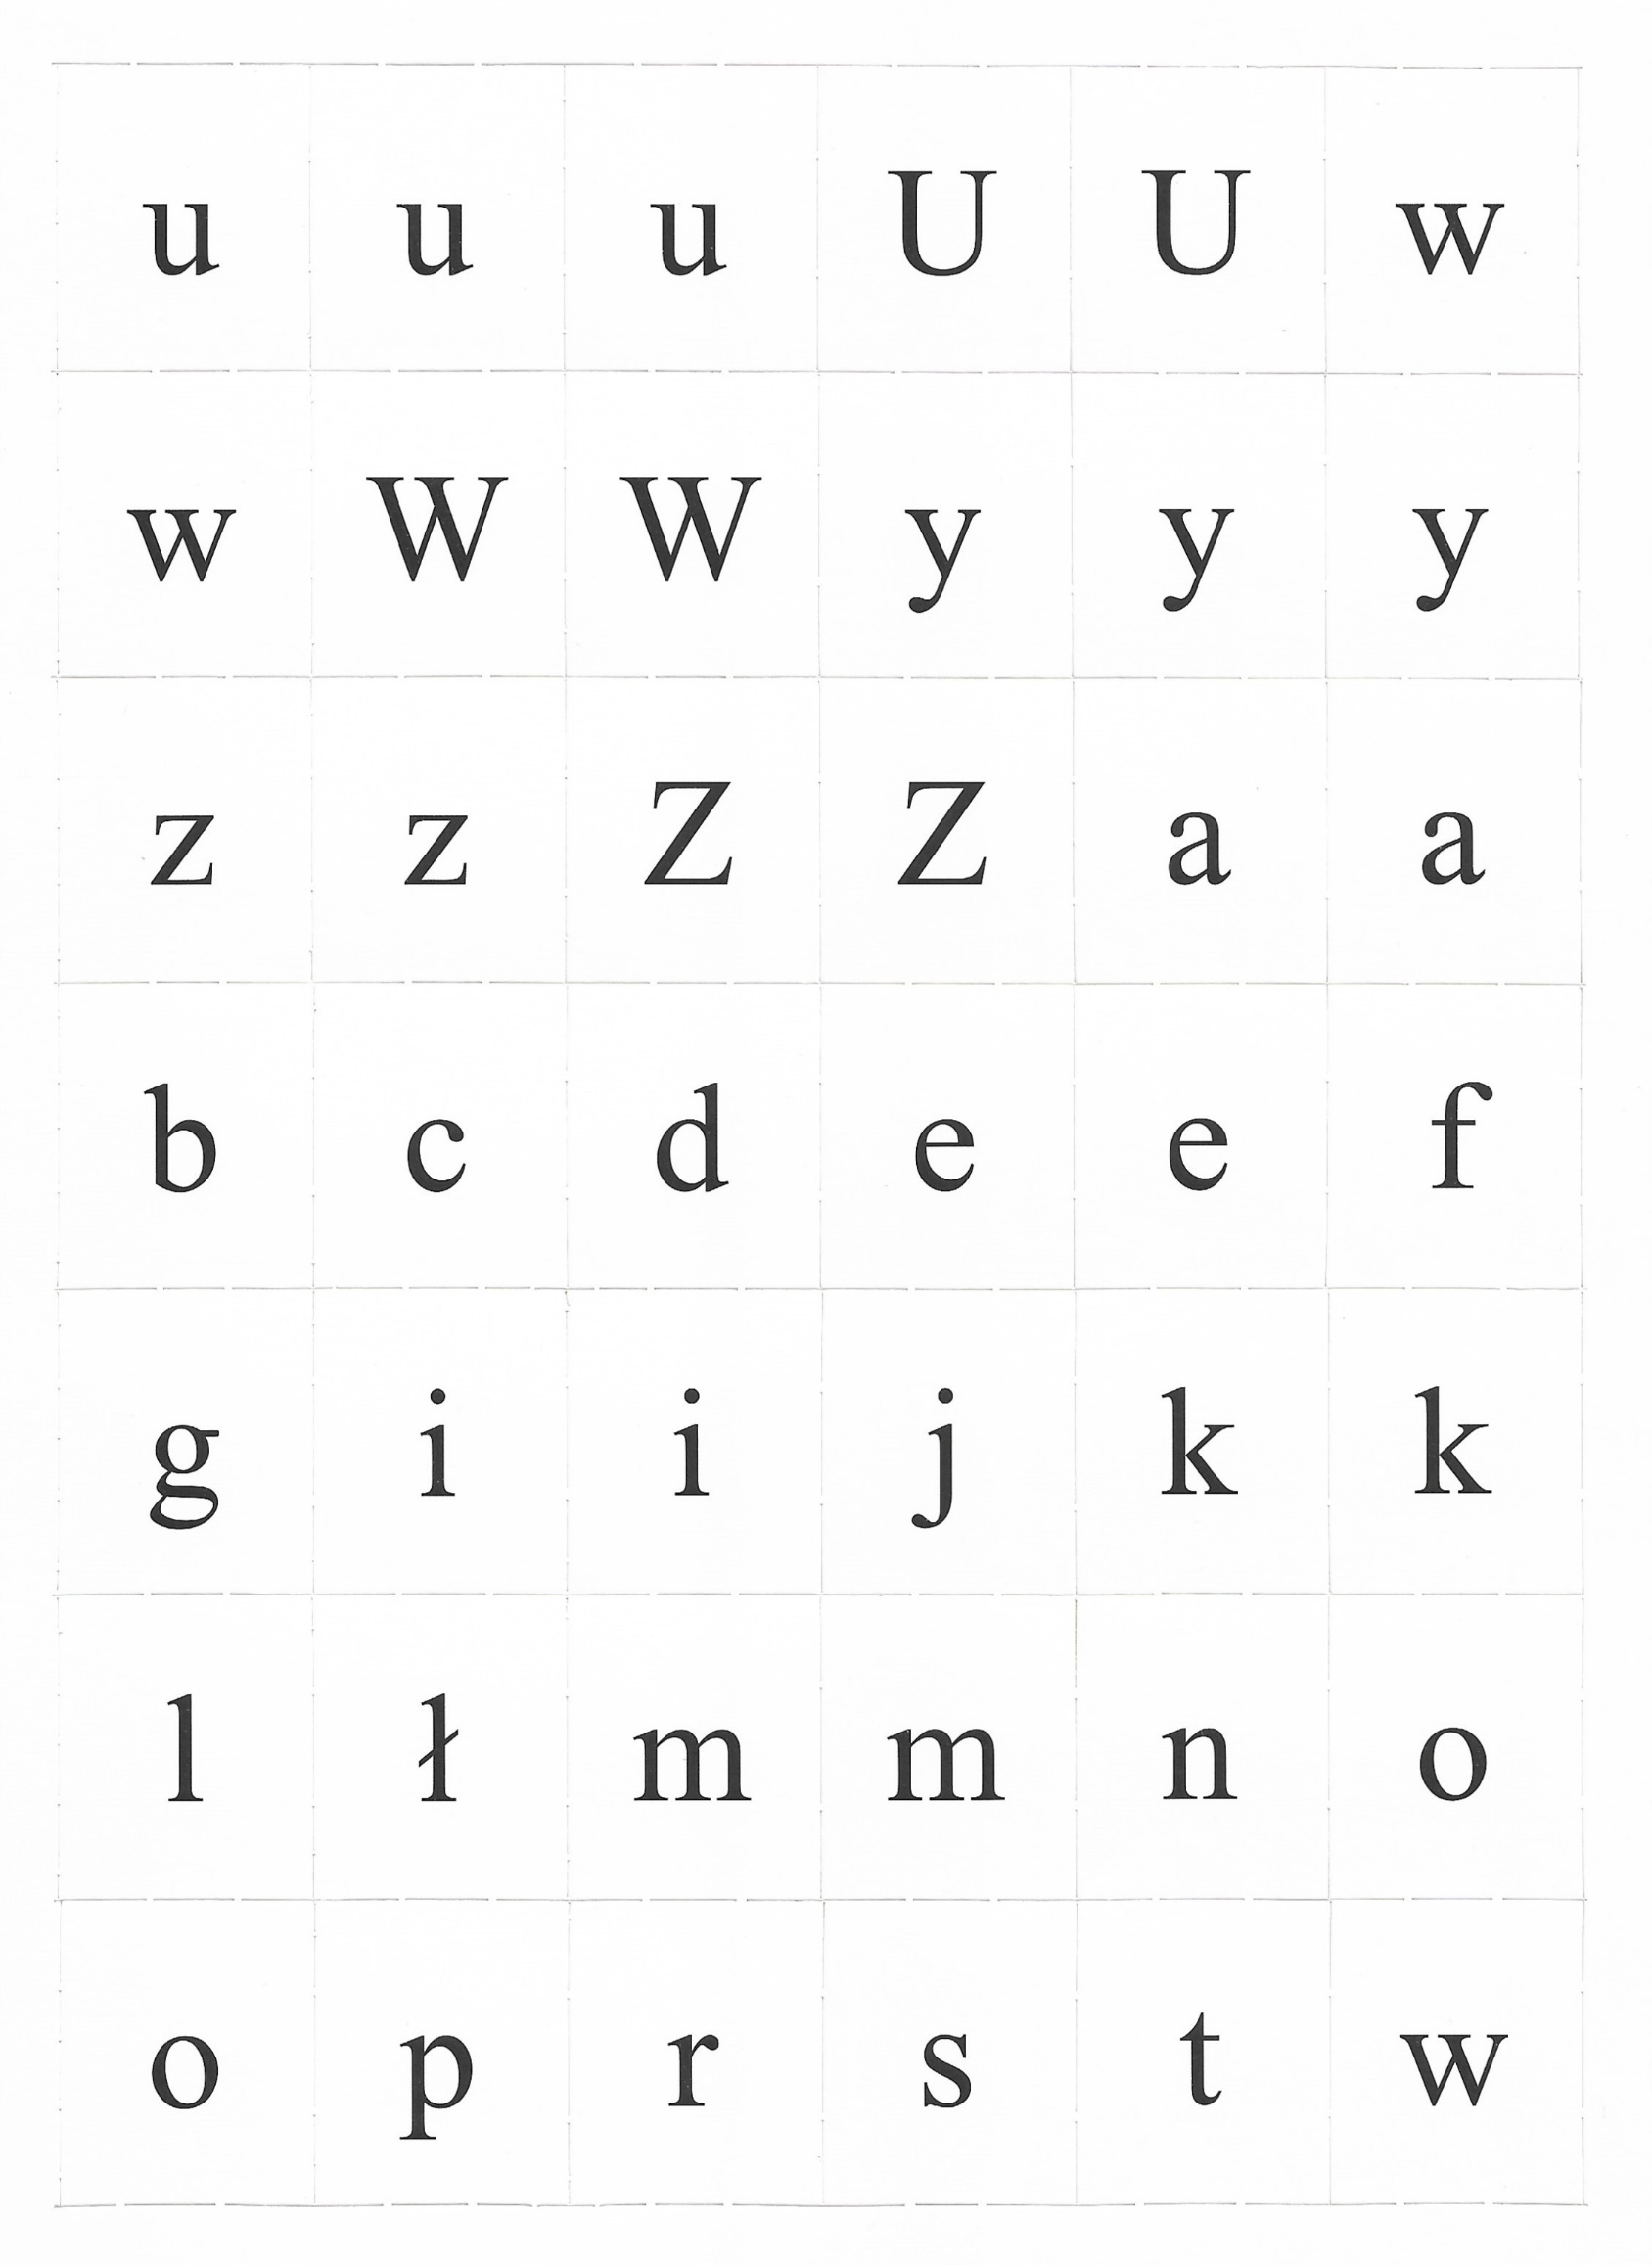 u u u U U w
w W W y y y
z z Z Z a a
b c d e e f
g i i j k k
l ł m m n o
o p r s t w